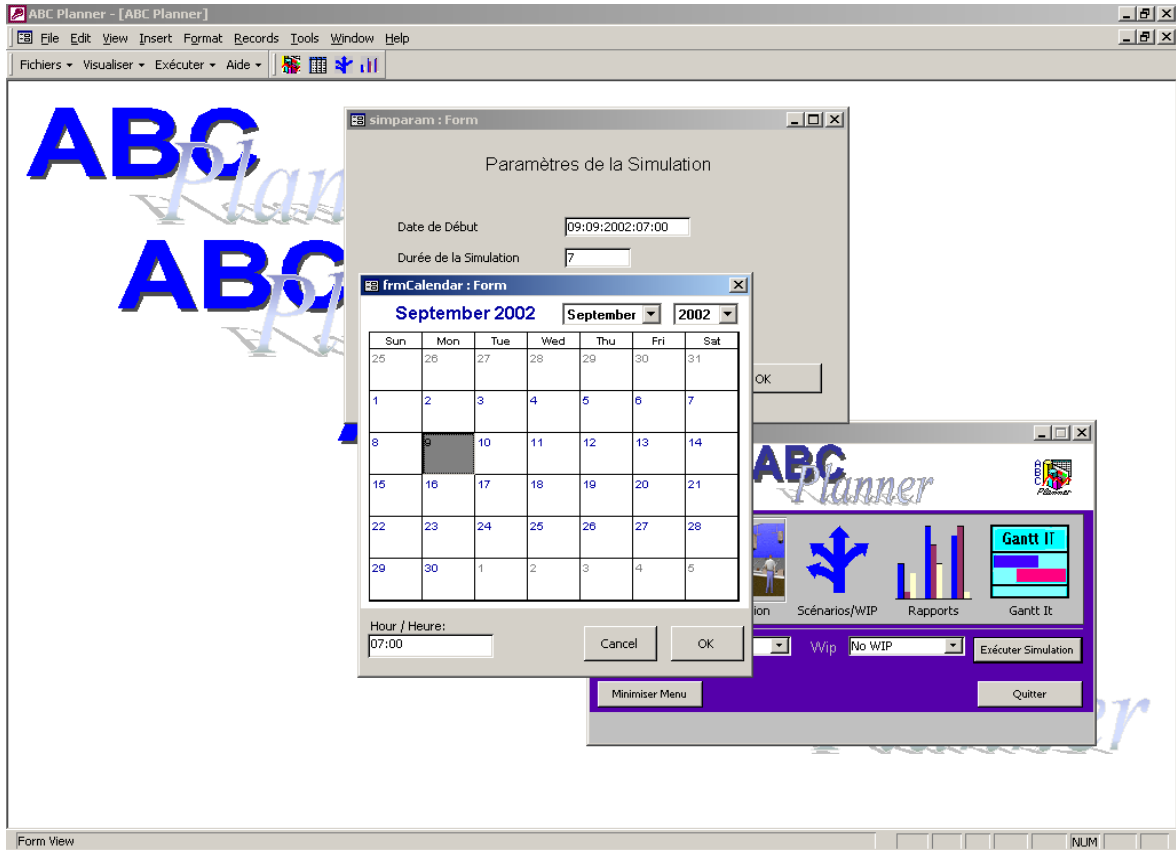 ABC Planner - [ABC Planner]
File Edit View Insert Format Records Tools Window Help
Fichiers Visualiser Exécuter Aide
ABC
Plan
ABC
Pl
simparam : Form
Paramètres de la Simulation
Date de Début 09:09:2002:07:00
Durée de la Simulation 7
OK
frmCalendar : Form
September 2002 September 2002
Sun Mon Tue Wed Thu Fri Sat
25 26 27 28 29 30 31
1 2 3 4 5 6 7
8 9 10 11 12 13 14
15 16 17 18 19 20 21
22 23 24 25 26 27 28
29 30 1 2 3 4 5
Hour / Heure:
07:00
Cancel OK
ABC
Planner
ABC
Planner
Gantt IT
ion Scénarios/WIP Rapports Gantt It
Wip No WIP Exécuter Simulation
Minimiser Menu Quitter
er
Form View NUM